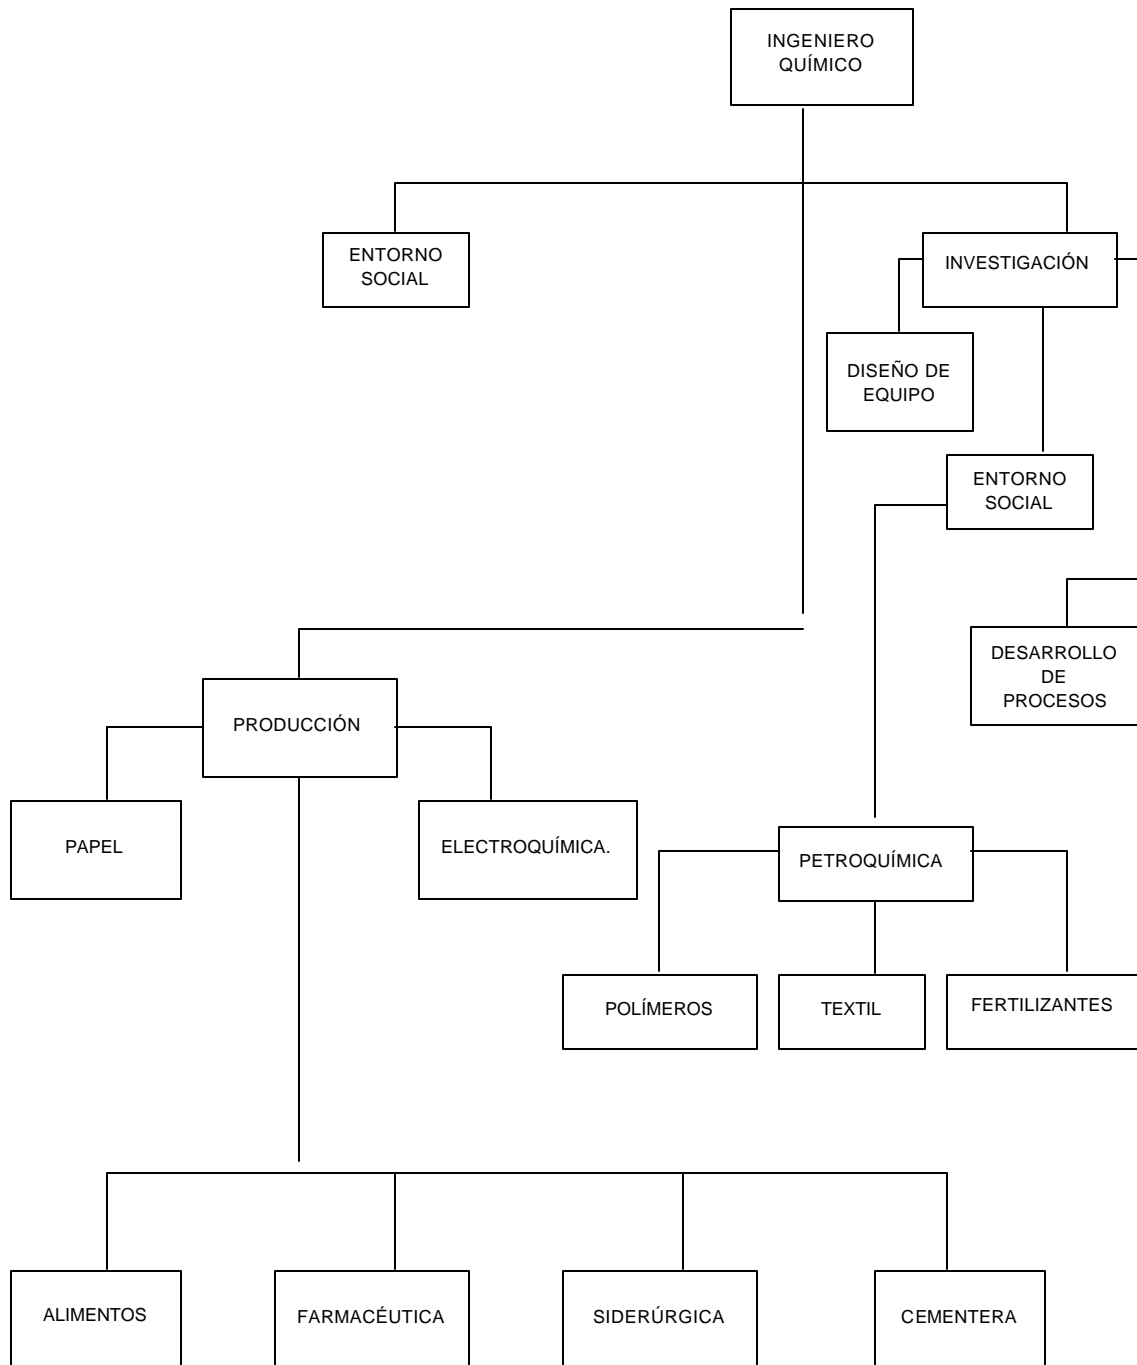 INGENIERO
QUÍMICO
ENTORNO
SOCIAL
INVESTIGACIÓN
DISEÑO DE
EQUIPO
ENTORNO
SOCIAL
DESARROLLO
DE
PROCESOS
PRODUCCIÓN
PAPEL
ELECTROQUÍMICA.
PETROQUÍMICA
POLÍMEROS
TEXTIL
FERTILIZANTES
ALIMENTOS
FARMACÉUTICA
SIDERÚRGICA
CEMENTERA